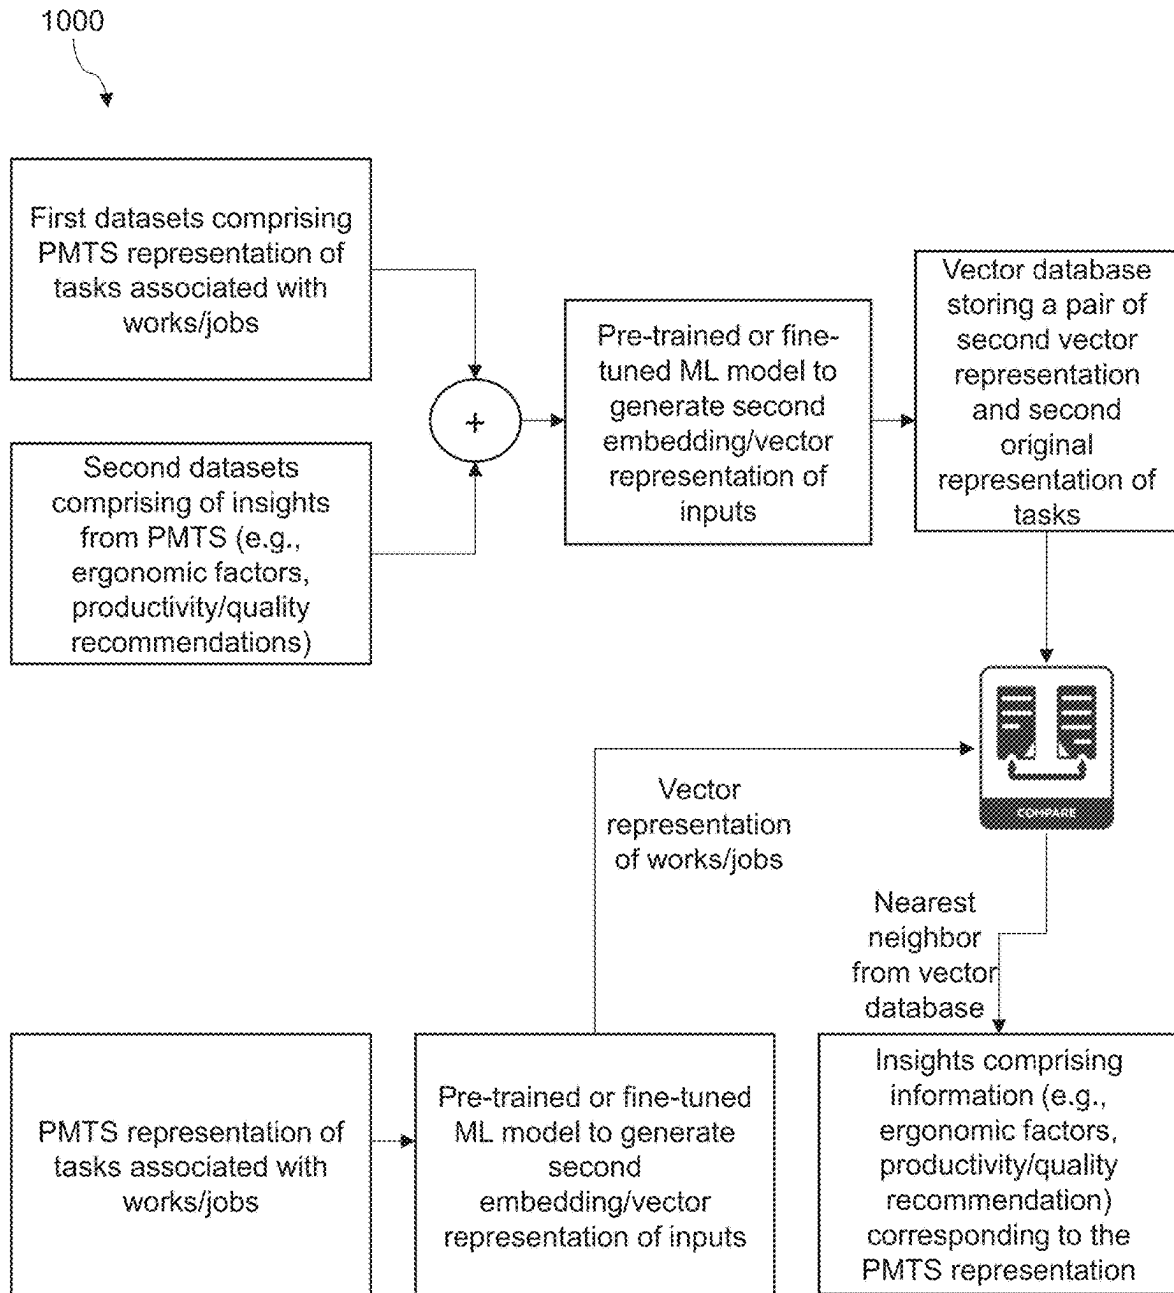 1000
First datasets comprising
PMTS representation of
tasks associated with
works/jobs
Second datasets
comprising of insights
from PMTS (e.g.,
ergonomic factors,
productivity/quality
recommendations)
+
Pre-trained or fine-
tuned ML model to
generate second
embedding/vector
representation of
inputs
Vector database
storing a pair of
second vector
representation
and second
original
representation of
tasks
COMPARE
Vector
representation
of works/jobs
Nearest
neighbor
from vector
database
PMTS representation of
tasks associated with
works/jobs
Pre-trained or fine-tuned
ML model to generate
second
embedding/vector
representation of inputs
Insights comprising
information (e.g.,
ergonomic factors,
productivity/quality
recommendation)
corresponding to the
PMTS representation